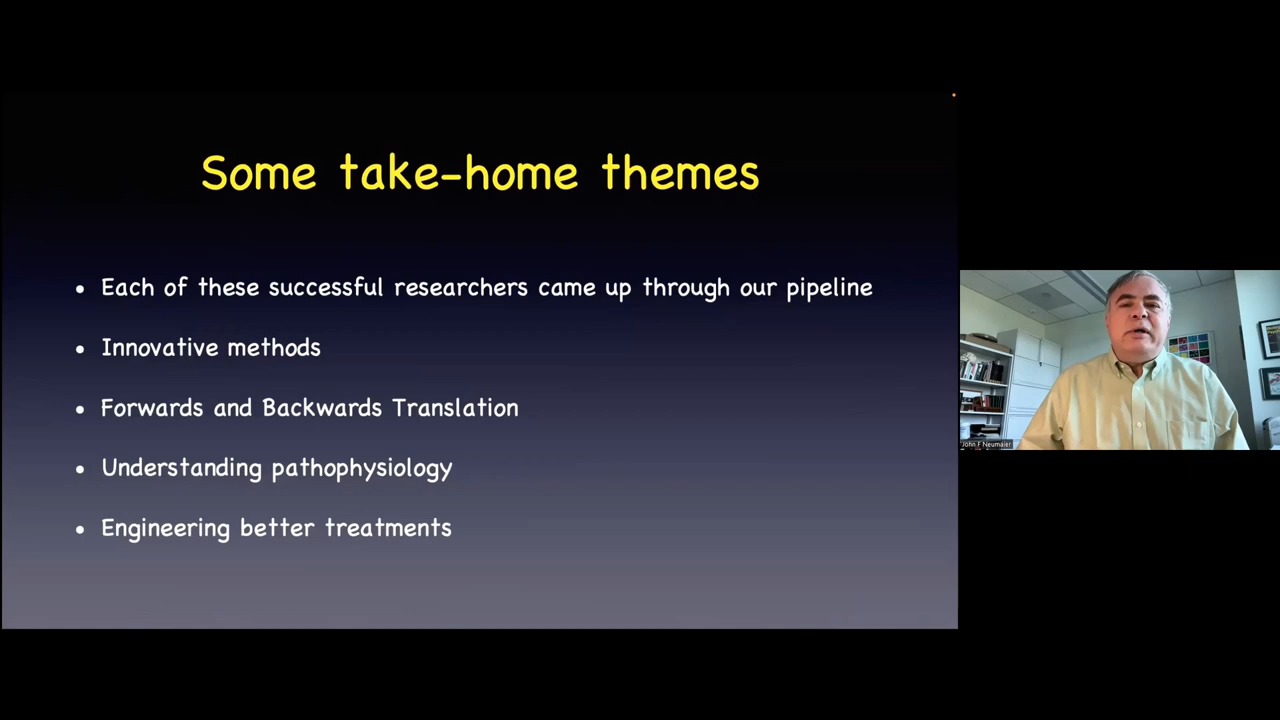 Some take-home themes
• Each of these successful researchers came up through our pipeline
• Innovative methods
• Forwards and Backwards Translation
• Understanding pathophysiology
• Engineering better treatments
John F Neumaier